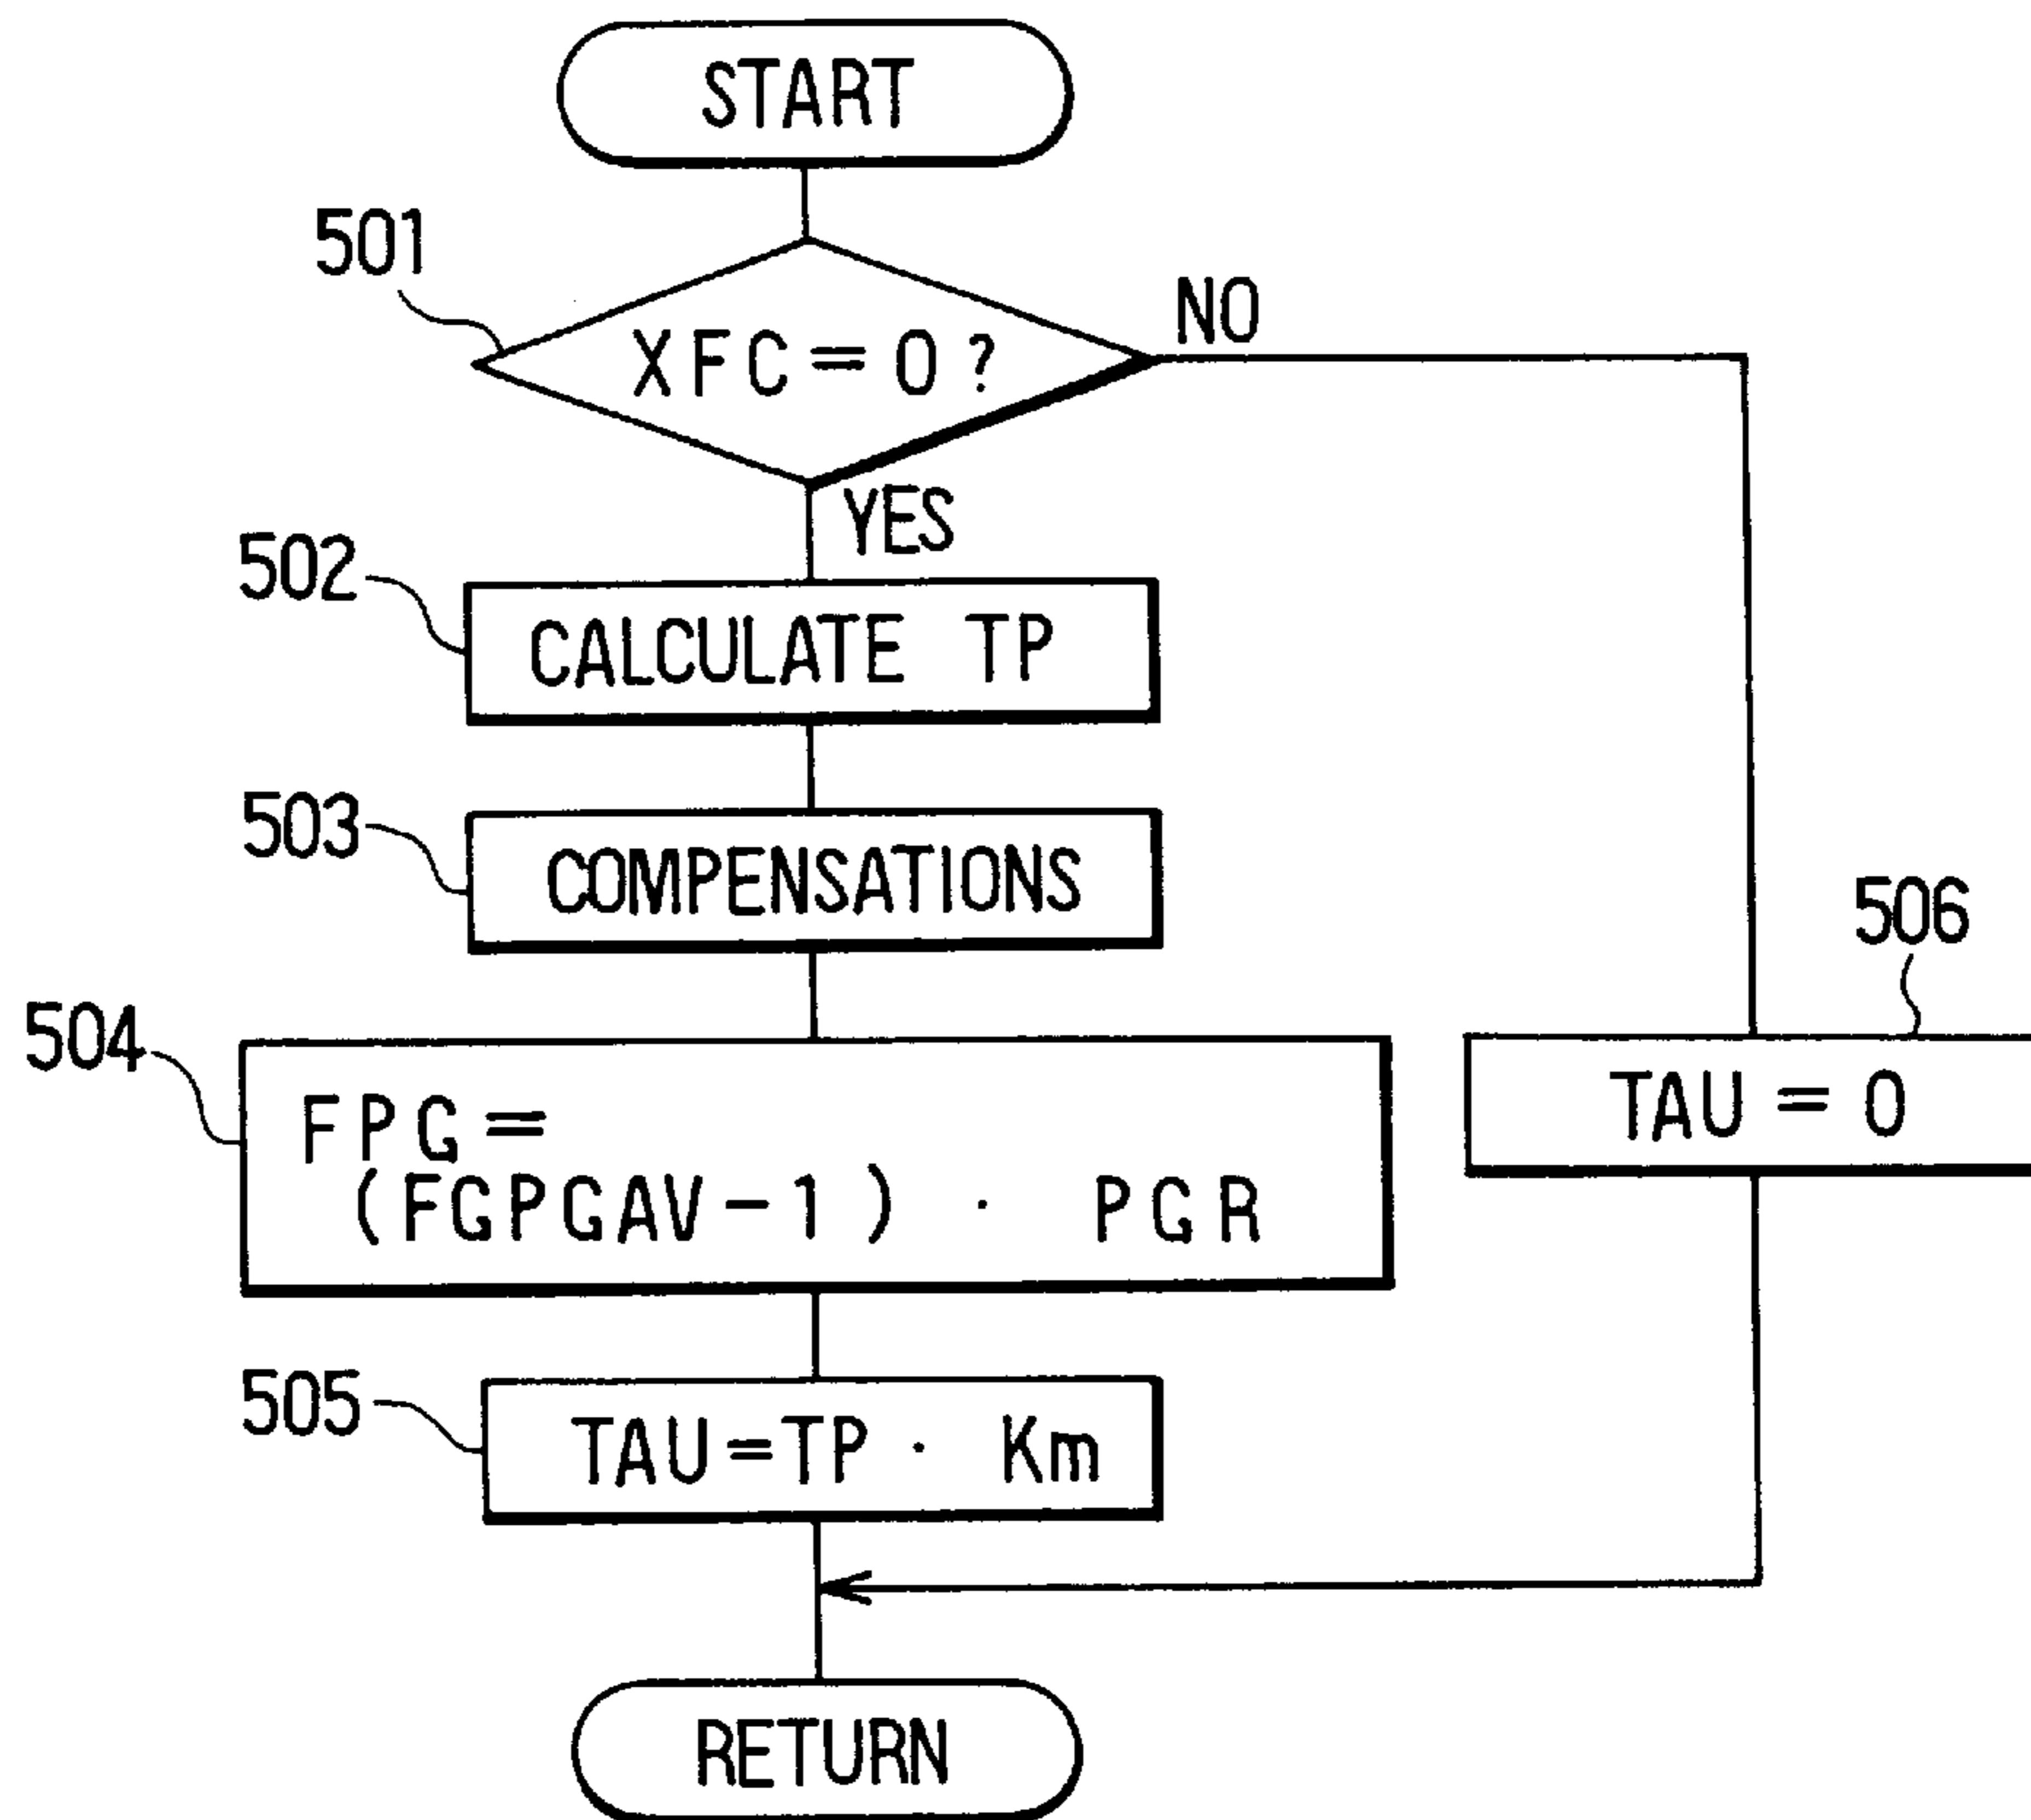 START
501
XFC=0?
NO
YES
502
CALCULATE TP
503
COMPENSATIONS
506
504
FPG=
(FGPGAV-1) · PGR
TAU=0
505
TAU=TP · Km
RETURN